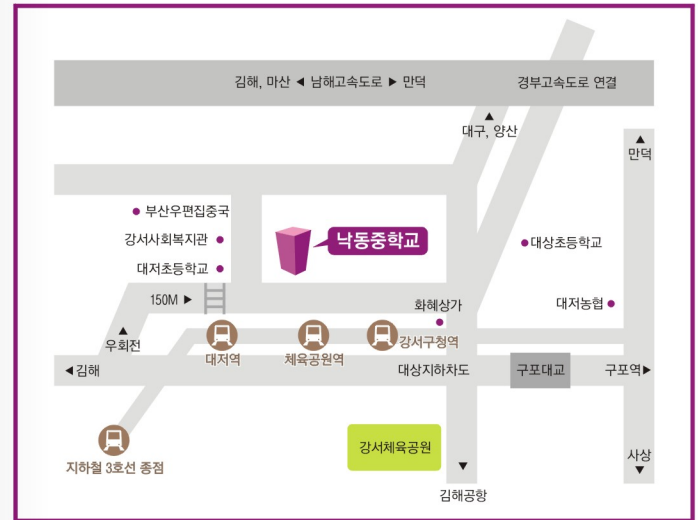 김해, 마산 ◀ 남해고속도로 ▶ 만덕
경부고속도로 연결
▲
대구, 양산
▲
만덕
부산우편집중국
강서사회복지관
대저초등학교
낙동중학교
대상초등학교
150M ▶
화혜상가
대저농협
▲
우회전
대저역
체육공원역
강서구청역
◀김해
대상지하차도
구포대교
구포역▶
지하철 3호선 종점
강서체육공원
▼
김해공항
사상
▼